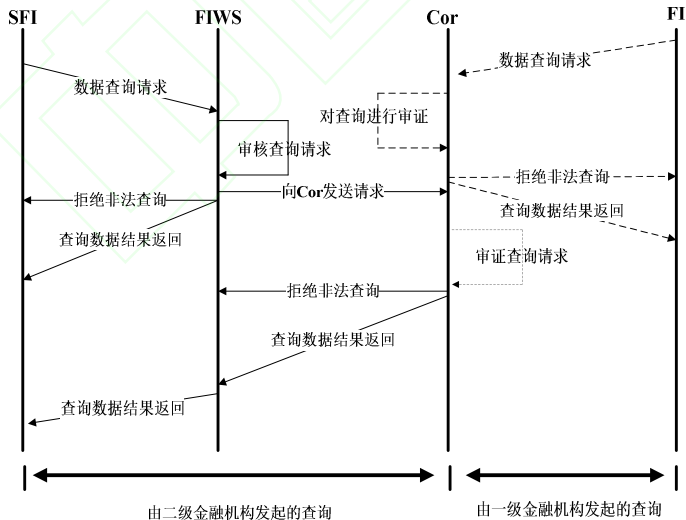 SFI FIWS Cor FI
数据查询请求
数据查询请求
对查询进行审证
审核查询请求
拒绝非法查询
向Cor发送请求
拒绝非法查询
查询数据结果返回
查询数据结果返回
审证查询请求
拒绝非法查询
查询数据结果返回
查询数据结果返回
由二级金融机构发起的查询
由一级金融机构发起的查询